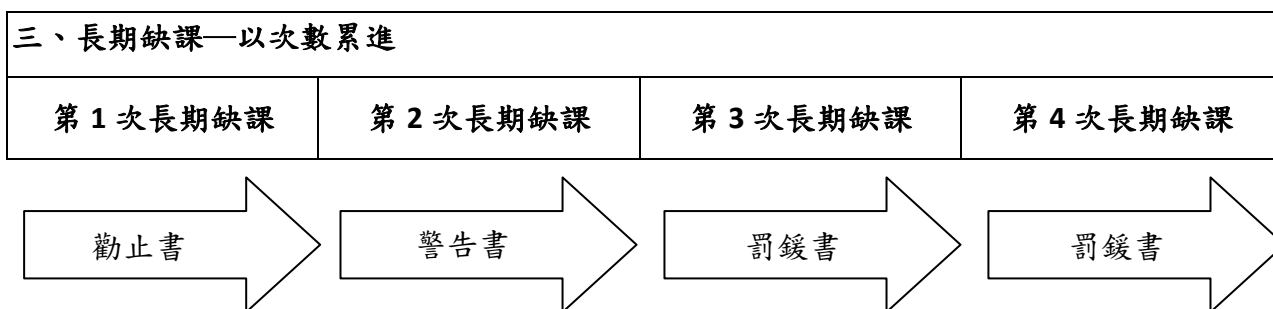 三、長期缺課─以次數累進
第 1 次長期缺課 第 2 次長期缺課 第 3 次長期缺課 第 4 次長期缺課
勸止書 警告書 罰鍰書 罰鍰書